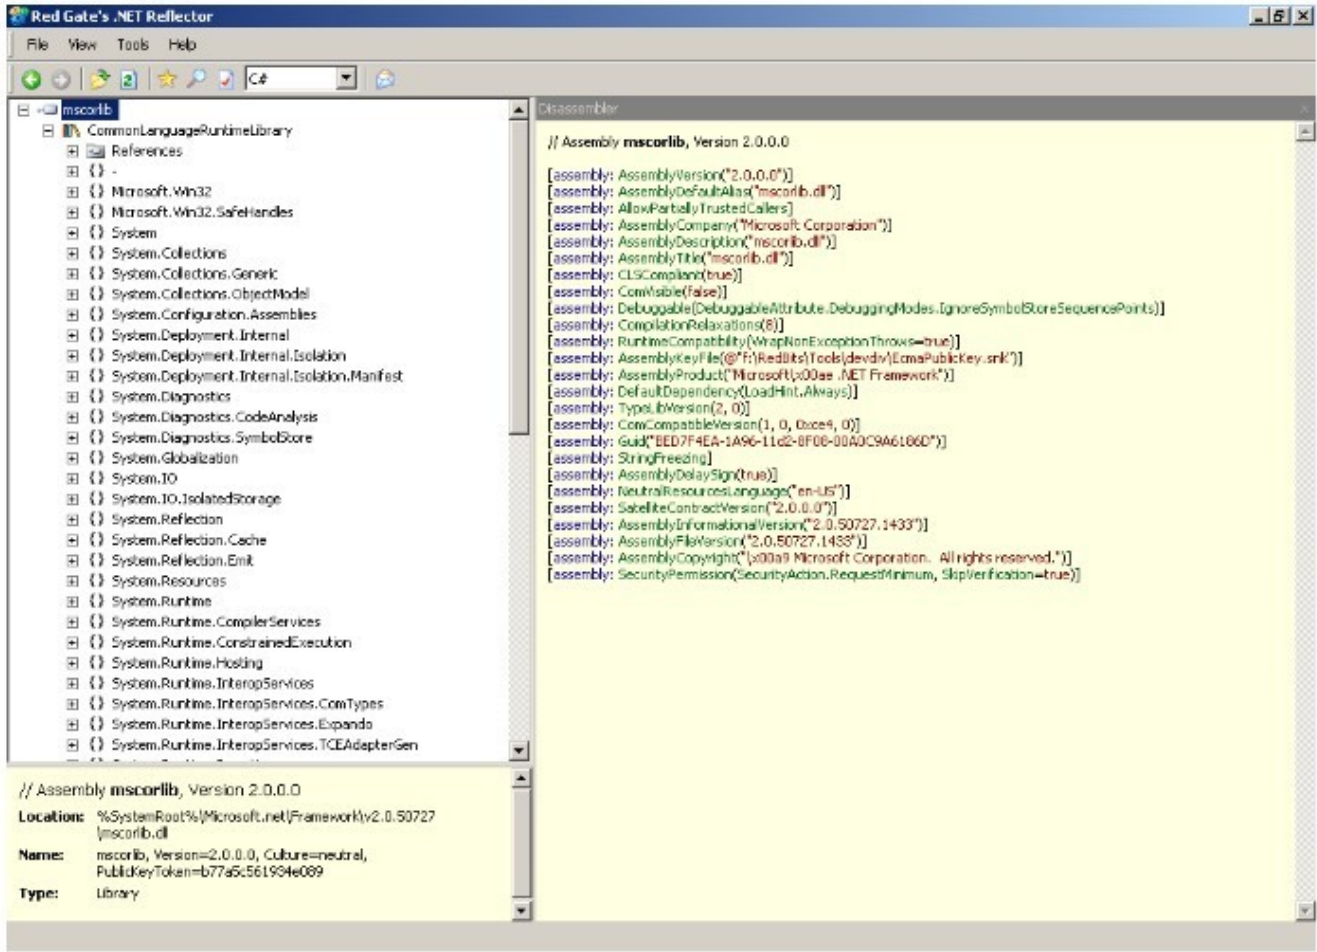 Red Gate's .NET Reflector
File View Tools Help
C#
mscorlib
CommonLanguageRuntimeLibrary
References
{} -
{} Microsoft.Win32
{} Microsoft.Win32.SafeHandles
{} System
{} System.Collections
{} System.Collections.Generic
{} System.Collections.ObjectModel
{} System.Configuration.Assemblies
{} System.Deployment.Internal
{} System.Deployment.Internal.Isolation
{} System.Deployment.Internal.Isolation.Manifest
{} System.Diagnostics
{} System.Diagnostics.CodeAnalysis
{} System.Diagnostics.SymbolStore
{} System.Globalization
{} System.IO
{} System.IO.IsolatedStorage
{} System.Reflection
{} System.Reflection.Cache
{} System.Reflection.Emit
{} System.Resources
{} System.Runtime
{} System.Runtime.CompilerServices
{} System.Runtime.ConstrainedExecution
{} System.Runtime.Hosting
{} System.Runtime.InteropServices
{} System.Runtime.InteropServices.ComTypes
{} System.Runtime.InteropServices.Expando
{} System.Runtime.InteropServices.TCEAdapterGen
// Assembly mscorlib, Version 2.0.0.0
Location: %SystemRoot%\Microsoft.net\Framework\v2.0.50727
\mscorlib.dll
Name: mscorlib, Version=2.0.0.0, Culture=neutral,
PublicKeyToken=b77a5c561934e089
Type: Library
Disassembler
// Assembly mscorlib, Version 2.0.0.0
[assembly: AssemblyVersion("2.0.0.0")]
[assembly: AssemblyDefaultAlias("mscorlib.dll")]
[assembly: AllowPartiallyTrustedCallers]
[assembly: AssemblyCompany("Microsoft Corporation")]
[assembly: AssemblyDescription("mscorlib.dll")]
[assembly: AssemblyTitle("mscorlib.dll")]
[assembly: CLSCompliant(true)]
[assembly: ComVisible(false)]
[assembly: Debuggable(DebuggableAttribute.DebuggingModes.IgnoreSymbolStoreSequencePoints)]
[assembly: CompilationRelaxations(8)]
[assembly: RuntimeCompatibility(WrapNonExceptionThrows=true)]
[assembly: AssemblyKeyFile(@"f:\RedBits\Tools\devdiv\EcmaPublicKey.snk")]
[assembly: AssemblyProduct("Microsoft\x00ae .NET Framework")]
[assembly: DefaultDependency(LoadHint.Always)]
[assembly: TypeLibVersion(2, 0)]
[assembly: ComCompatibleVersion(1, 0, 0xce4, 0)]
[assembly: Guid("BED7F4EA-1A96-11d2-8F08-00A0C9A6186D")]
[assembly: StringFreezing]
[assembly: AssemblyDelaySign(true)]
[assembly: NeutralResourcesLanguage("en-US")]
[assembly: SatelliteContractVersion("2.0.0.0")]
[assembly: AssemblyInformationalVersion("2.0.50727.1433")]
[assembly: AssemblyFileVersion("2.0.50727.1433")]
[assembly: AssemblyCopyright("\x00a9 Microsoft Corporation.  All rights reserved.")]
[assembly: SecurityPermission(SecurityAction.RequestMinimum, SkipVerification=true)]